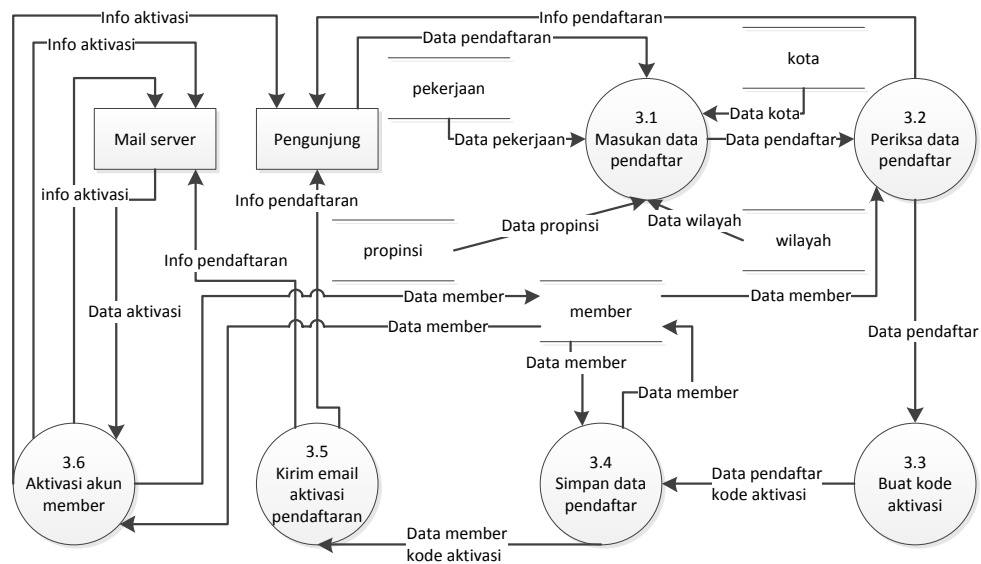 Info aktivasi
Info pendaftaran
Info aktivasi
Data pendaftaran
kota
pekerjaan
Mail server
Pengunjung
3.1
Masukan data
pendaftar
Data kota
3.2
Periksa data
pendaftar
Data pekerjaan
Data pendaftar
info aktivasi
Info pendaftaran
Data propinsi
Data wilayah
propinsi
wilayah
Info pendaftaran
Data member
Data member
Data aktivasi
member
Data member
Data pendaftar
Data member
Data member
3.6
Aktivasi akun
member
3.5
Kirim email
aktivasi
pendaftaran
3.4
Simpan data
pendaftar
Data pendaftar
kode aktivasi
3.3
Buat kode
aktivasi
Data member
kode aktivasi